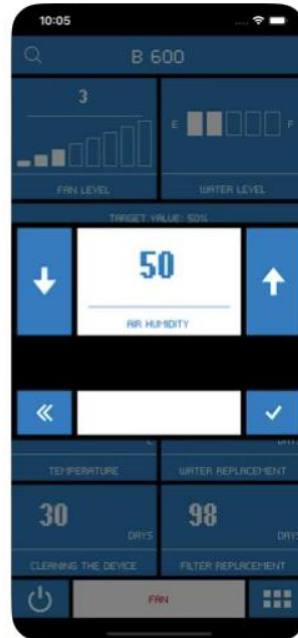 10:05
B 600
3
E F
FAN LEVEL
WATER LEVEL
TARGET VALUE: 50%
50
AIR HUMIDITY
TEMPERATURE
WATER REPLACEMENT
30
DAYS
98
DAYS
CLEANING THE DEVICE
FILTER REPLACEMENT
FAN